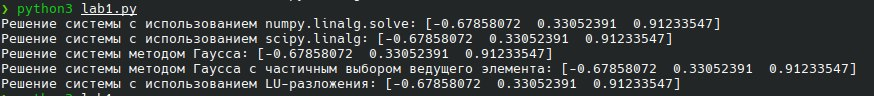 ❯ python3 lab1.py
Решение системы с использованием numpy.linalg.solve: [-0.67858072  0.33052391  0.91233547]
Решение системы с использованием scipy.linalg: [-0.67858072  0.33052391  0.91233547]
Решение системы методом Гаусса: [-0.67858072  0.33052391  0.91233547]
Решение системы методом Гаусса с частичным выбором ведущего элемента: [-0.67858072  0.33052391  0.91233547]
Решение системы с использованием LU-разложения: [-0.67858072  0.33052391  0.91233547]